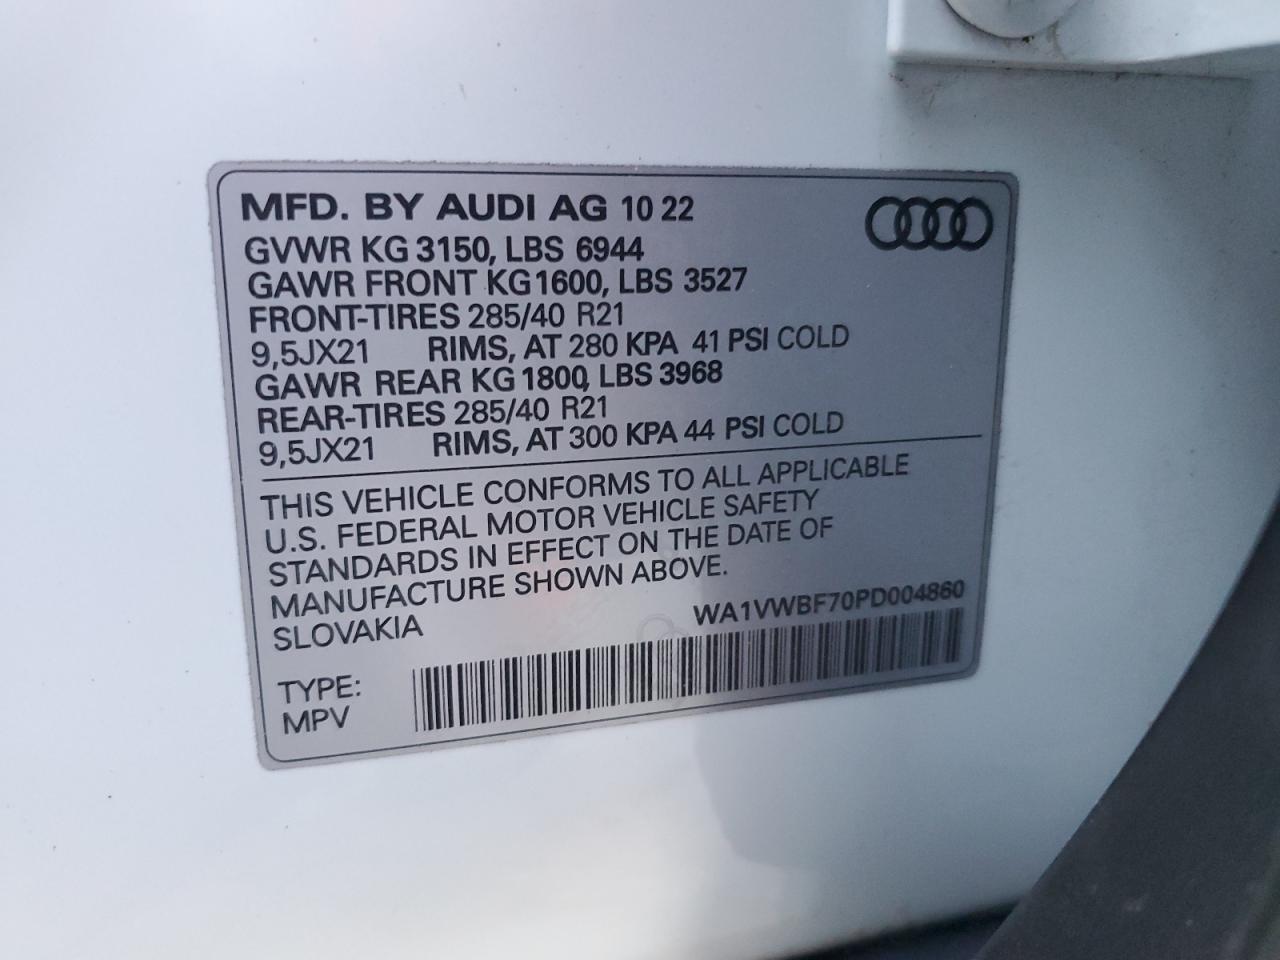 MFD. BY AUDI AG 10 22
GVWR KG 3150, LBS 6944
GAWR FRONT KG 1600, LBS 3527
FRONT-TIRES 285/40 R21
9,5JX21 RIMS, AT 280 KPA 41 PSI COLD
GAWR REAR KG 1800, LBS 3968
REAR-TIRES 285/40 R21
9,5JX21 RIMS, AT 300 KPA 44 PSI COLD
THIS VEHICLE CONFORMS TO ALL APPLICABLE
U.S. FEDERAL MOTOR VEHICLE SAFETY
STANDARDS IN EFFECT ON THE DATE OF
MANUFACTURE SHOWN ABOVE.
SLOVAKIA
WA1VWBF70PD004860
TYPE:
MPV